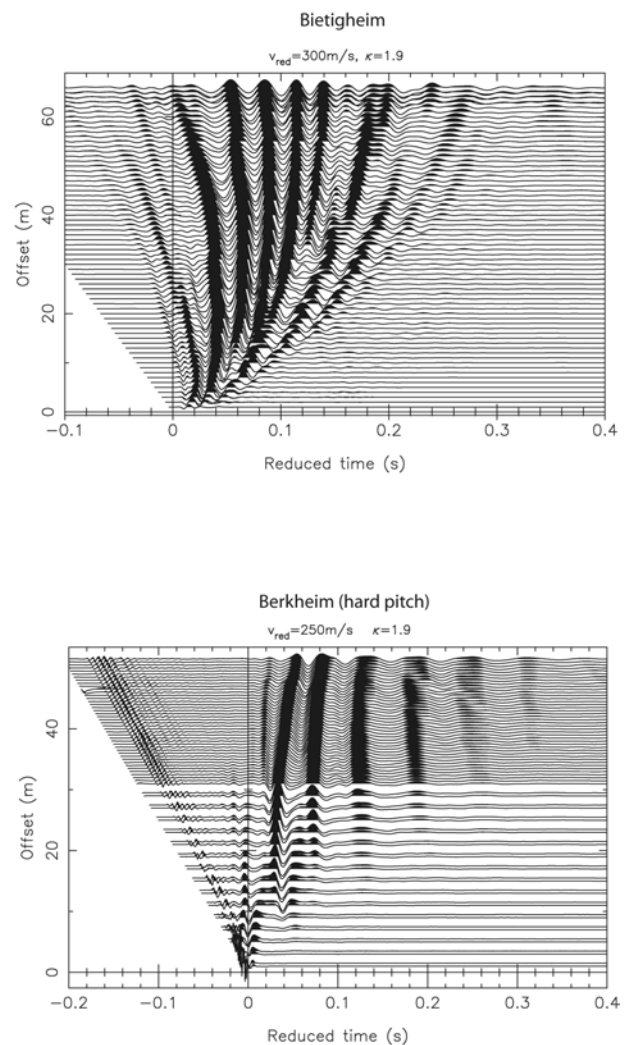 Bietigheim
v_red=300m/s, κ=1.9
60
40
20
0
Offset (m)
−0.1 0 0.1 0.2 0.3 0.4
Reduced time (s)
Berkheim (hard pitch)
v_red=250m/s κ=1.9
40
20
0
Offset (m)
−0.2 −0.1 0 0.1 0.2 0.3 0.4
Reduced time (s)